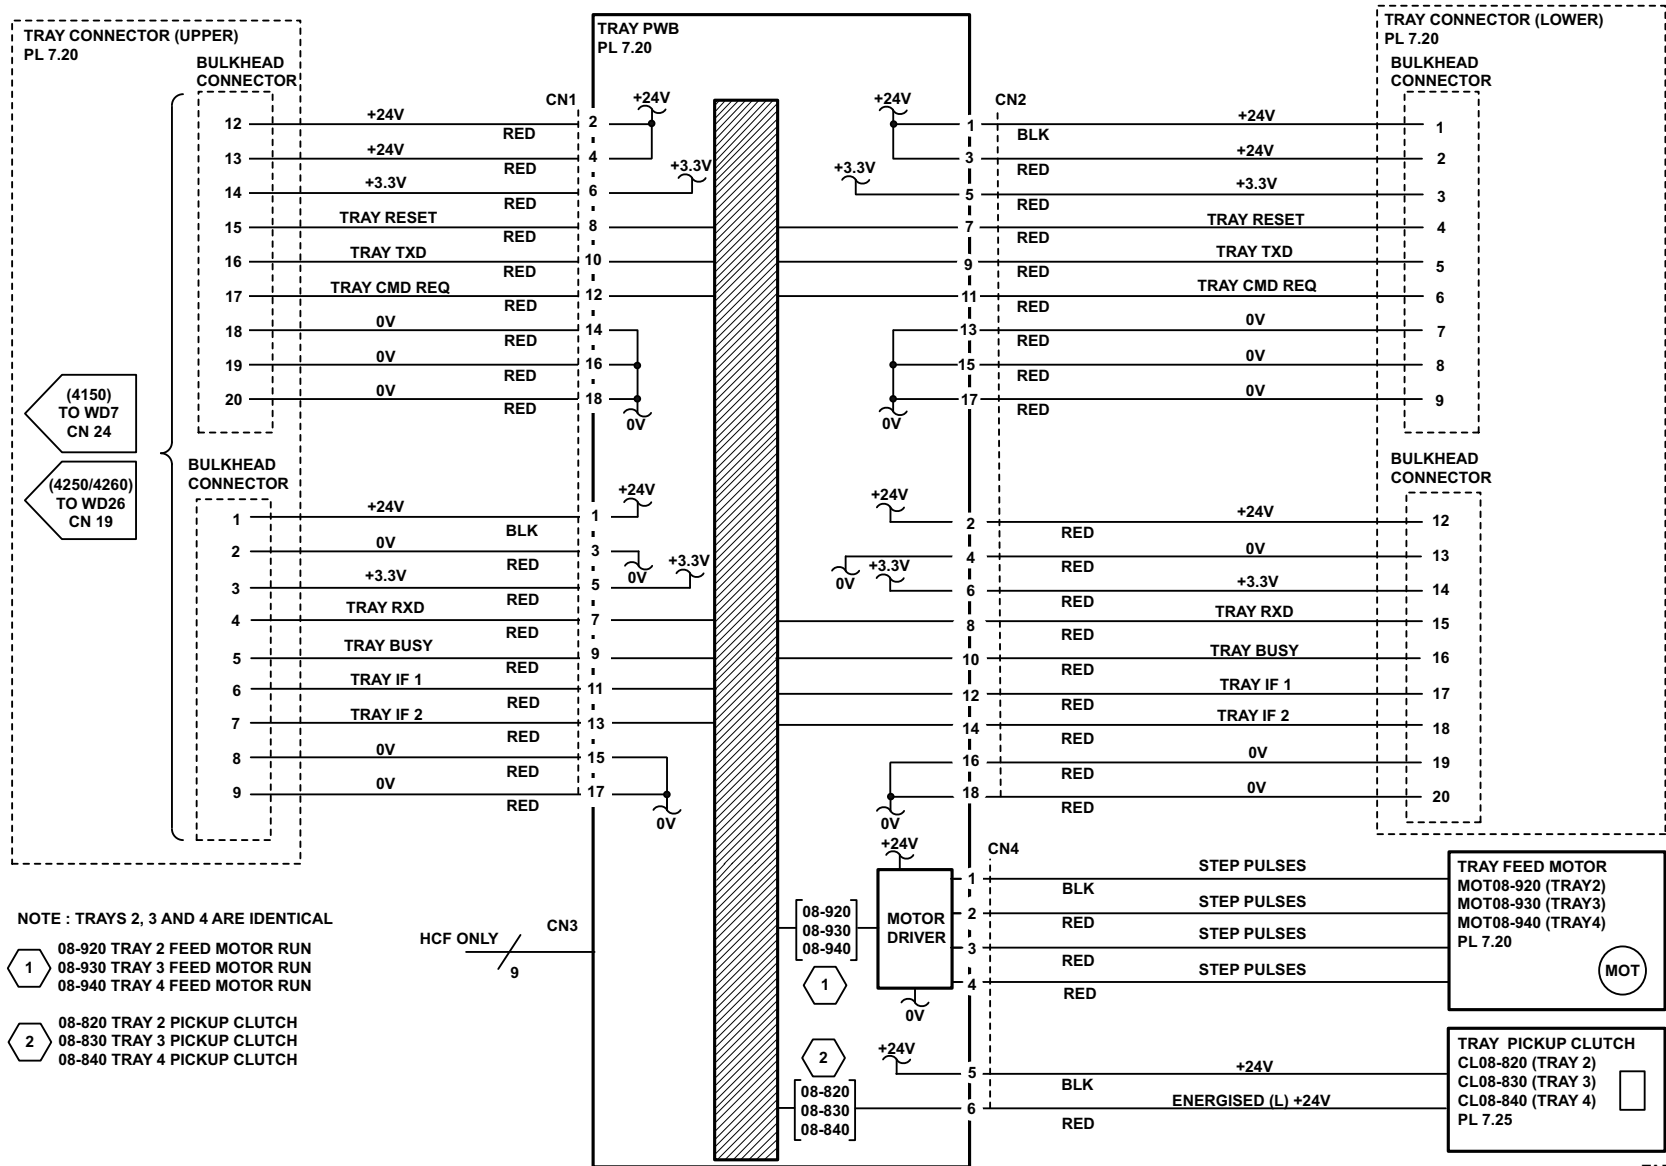 TRAY CONNECTOR (UPPER)
PL 7.20
BULKHEAD
CONNECTOR
12 +24V RED 2
13 +24V RED 4
14 +3.3V RED 6
15 TRAY RESET RED 8
16 TRAY TXD RED 10
17 TRAY CMD REQ RED 12
18 0V RED 14
19 0V RED 16
20 0V RED 18
CN1
(4150)
TO WD7
CN 24
(4250/4260)
TO WD26
CN 19
BULKHEAD
CONNECTOR
1 +24V BLK 1
2 0V RED 3
3 +3.3V RED 5
4 TRAY RXD RED 7
5 TRAY BUSY RED 9
6 TRAY IF 1 RED 11
7 TRAY IF 2 RED 13
8 0V RED 15
9 0V RED 17
TRAY PWB
PL 7.20
+24V
+3.3V
0V
+24V
0V
+3.3V
0V
+24V
+3.3V
0V
+24V
0V
+3.3V
0V
TRAY CONNECTOR (LOWER)
PL 7.20
BULKHEAD
CONNECTOR
CN2
1 BLK +24V 1
3 RED +24V 2
5 RED +3.3V 3
7 RED TRAY RESET 4
9 RED TRAY TXD 5
11 RED TRAY CMD REQ 6
13 RED 0V 7
15 RED 0V 8
17 RED 0V 9
BULKHEAD
CONNECTOR
2 RED +24V 12
4 RED 0V 13
6 RED +3.3V 14
8 RED TRAY RXD 15
10 RED TRAY BUSY 16
12 RED TRAY IF 1 17
14 RED TRAY IF 2 18
16 RED 0V 19
18 RED 0V 20
NOTE : TRAYS 2, 3 AND 4 ARE IDENTICAL
1
08-920 TRAY 2 FEED MOTOR RUN
08-930 TRAY 3 FEED MOTOR RUN
08-940 TRAY 4 FEED MOTOR RUN
2
08-820 TRAY 2 PICKUP CLUTCH
08-830 TRAY 3 PICKUP CLUTCH
08-840 TRAY 4 PICKUP CLUTCH
HCF ONLY
9
CN3
08-920
08-930
08-940
1
+24V
MOTOR
DRIVER
0V
CN4
1 BLK STEP PULSES
2 RED STEP PULSES
3 RED STEP PULSES
4 RED STEP PULSES
TRAY FEED MOTOR
MOT08-920 (TRAY2)
MOT08-930 (TRAY3)
MOT08-940 (TRAY4)
PL 7.20
MOT
2
08-820
08-830
08-840
+24V
5 BLK +24V
6 RED ENERGISED (L) +24V
TRAY PICKUP CLUTCH
CL08-820 (TRAY 2)
CL08-830 (TRAY 3)
CL08-840 (TRAY 4)
PL 7.25